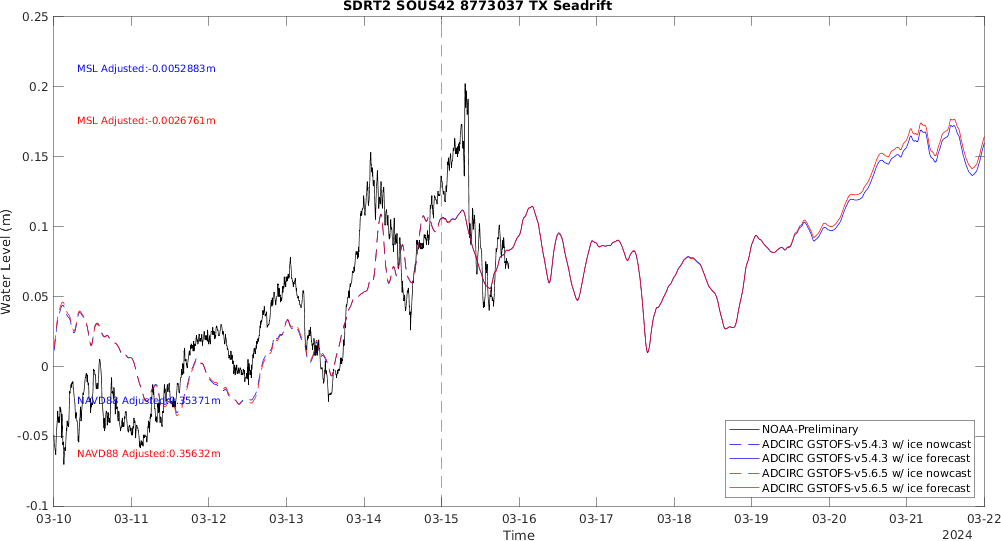 SDRT2 SOUS42 8773037 TX Seadrift
0.25
0.2
0.15
0.1
0.05
0
-0.05
-0.1
Water Level (m)
MSL Adjusted:-0.0052883m
MSL Adjusted:-0.0026761m
NAVD88 Adjusted:0.35371m
NAVD88 Adjusted:0.35632m
NOAA-Preliminary
ADCIRC GSTOFS-v5.4.3 w/ ice nowcast
ADCIRC GSTOFS-v5.4.3 w/ ice forecast
ADCIRC GSTOFS-v5.6.5 w/ ice nowcast
ADCIRC GSTOFS-v5.6.5 w/ ice forecast
03-10 03-11 03-12 03-13 03-14 03-15 03-16 03-17 03-18 03-19 03-20 03-21 03-22
Time
2024